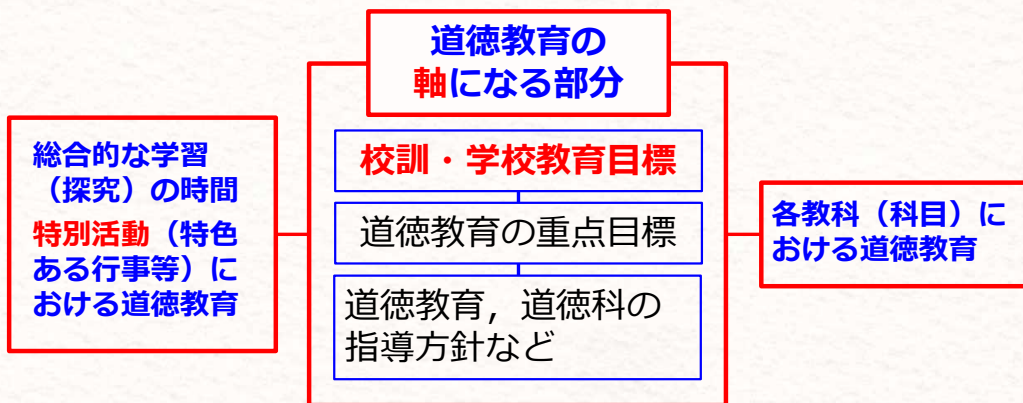 道徳教育の
軸になる部分
総合的な学習
（探究）の時間
特別活動（特色
ある行事等）に
おける道徳教育
校訓・学校教育目標
道徳教育の重点目標
道徳教育，道徳科の
指導方針など
各教科（科目）に
おける道徳教育